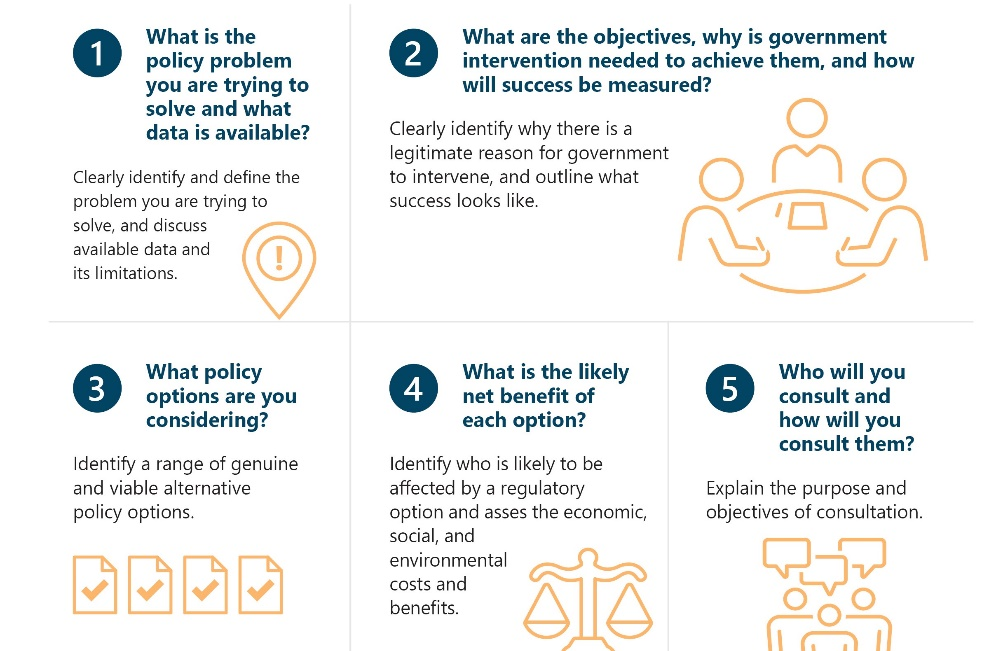 1
What is the
policy problem
you are trying to
solve and what
data is available?
Clearly identify and define the
problem you are trying to
solve, and discuss
available data and
its limitations.
!
2
What are the objectives, why is government
intervention needed to achieve them, and how
will success be measured?
Clearly identify why there is a
legitimate reason for government
to intervene, and outline what
success looks like.
3
What policy
options are you
considering?
Identify a range of genuine
and viable alternative
policy options.
4
What is the likely
net benefit of
each option?
Identify who is likely to be
affected by a regulatory
option and asses the economic,
social, and
environmental
costs and
benefits.
5
Who will you
consult and
how will you
consult them?
Explain the purpose and
objectives of consultation.